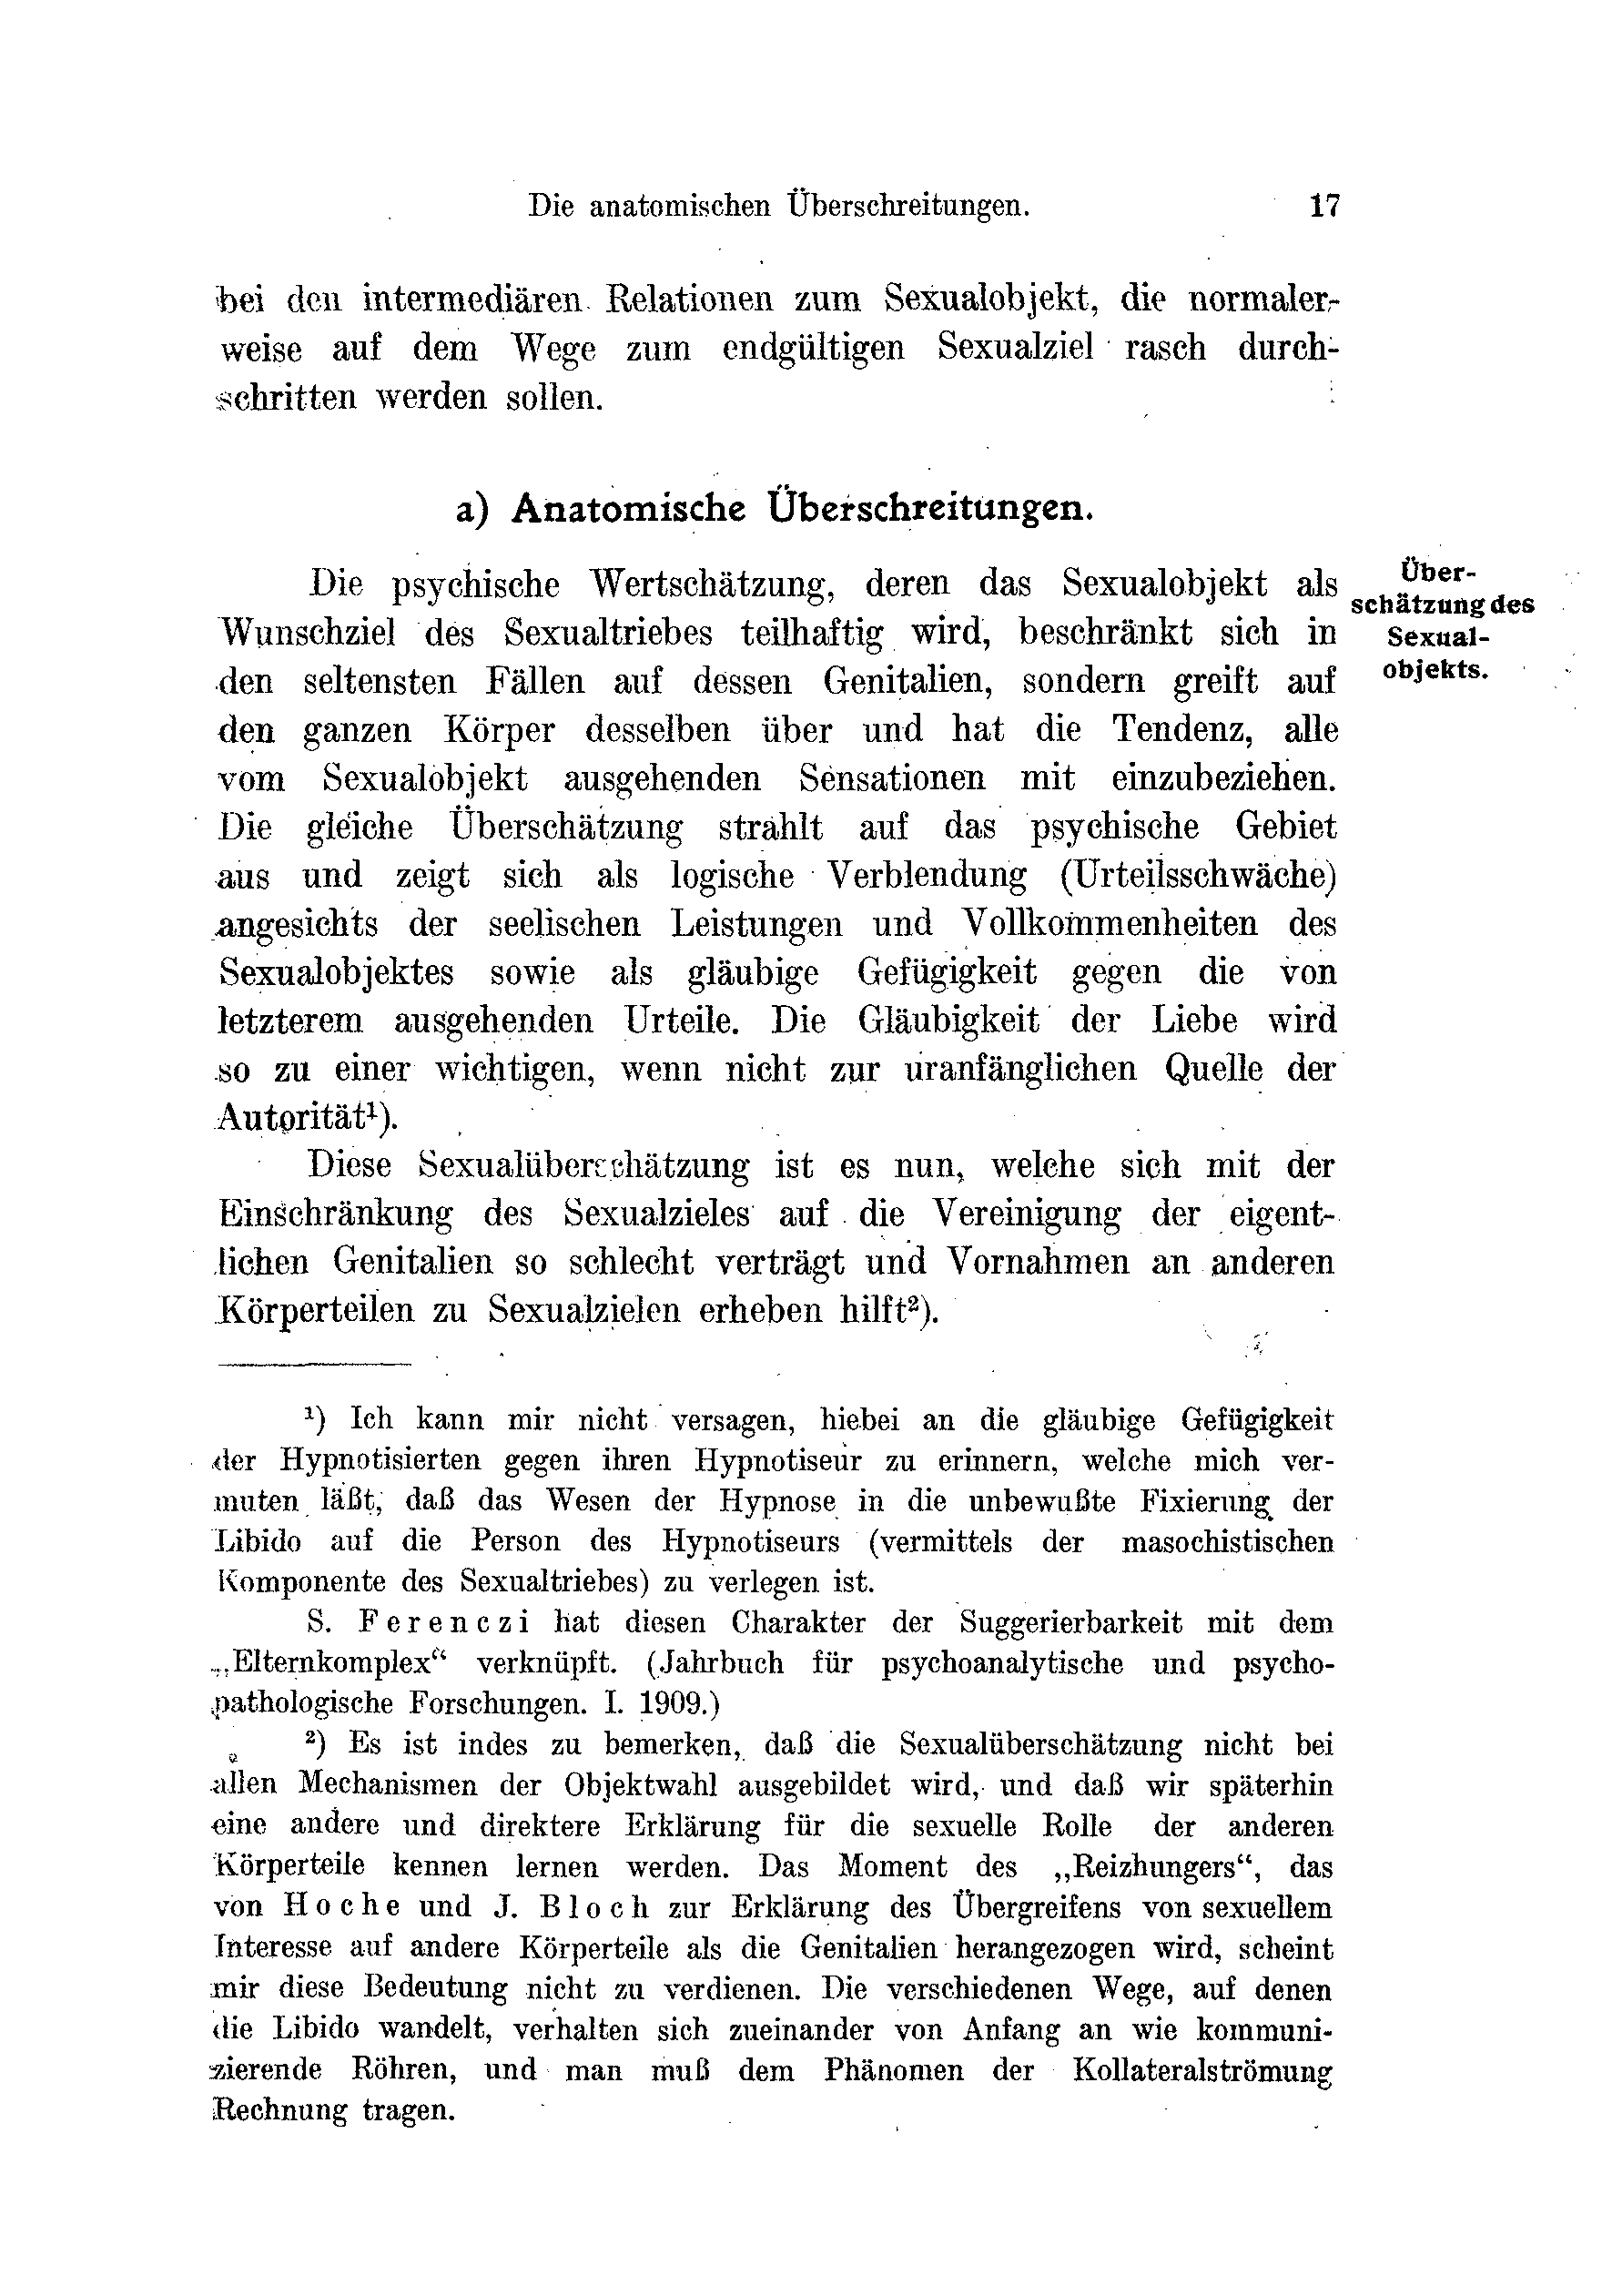 Die anatomischen Überschreitungen. 17
bei den intermediären Relationen zum Sexualobjekt, die normaler-
weise auf dem Wege zum endgültigen Sexualziel rasch durch-
schritten werden sollen.
a) Anatomische Überschreitungen.
Die psychische Wertschätzung, deren das Sexualobjekt als
Wunschziel des Sexualtriebes teilhaftig wird, beschränkt sich in
den seltensten Fällen auf dessen Genitalien, sondern greift auf
den ganzen Körper desselben über und hat die Tendenz, alle
vom Sexualobjekt ausgehenden Sensationen mit einzubeziehen.
Die gleiche Überschätzung strahlt auf das psychische Gebiet
aus und zeigt sich als logische Verblendung (Urteilsschwäche)
angesichts der seelischen Leistungen und Vollkommenheiten des
Sexualobjektes sowie als gläubige Gefügigkeit gegen die von
letzterem ausgehenden Urteile. Die Gläubigkeit der Liebe wird
so zu einer wichtigen, wenn nicht zur uranfänglichen Quelle der
Autorität¹).
Über-
schätzung des
Sexual-
objekts.
Diese Sexualüberschätzung ist es nun, welche sich mit der
Einschränkung des Sexualzieles auf die Vereinigung der eigent-
lichen Genitalien so schlecht verträgt und Vornahmen an anderen
Körperteilen zu Sexualzielen erheben hilft²).
¹) Ich kann mir nicht versagen, hiebei an die gläubige Gefügigkeit
der Hypnotisierten gegen ihren Hypnotiseur zu erinnern, welche mich ver-
muten läßt, daß das Wesen der Hypnose in die unbewußte Fixierung der
Libido auf die Person des Hypnotiseurs (vermittels der masochistischen
Komponente des Sexualtriebes) zu verlegen ist.
S. Ferenczi hat diesen Charakter der Suggerierbarkeit mit dem
„Elternkomplex“ verknüpft. (Jahrbuch für psychoanalytische und psycho-
pathologische Forschungen. I. 1909.)
²) Es ist indes zu bemerken, daß die Sexualüberschätzung nicht bei
allen Mechanismen der Objektwahl ausgebildet wird, und daß wir späterhin
eine andere und direktere Erklärung für die sexuelle Rolle der anderen
Körperteile kennen lernen werden. Das Moment des „Reizhungers“, das
von Hoche und J. Bloch zur Erklärung des Übergreifens von sexuellem
Interesse auf andere Körperteile als die Genitalien herangezogen wird, scheint
mir diese Bedeutung nicht zu verdienen. Die verschiedenen Wege, auf denen
die Libido wandelt, verhalten sich zueinander von Anfang an wie kommuni-
zierende Röhren, und man muß dem Phänomen der Kollateralströmung
Rechnung tragen.